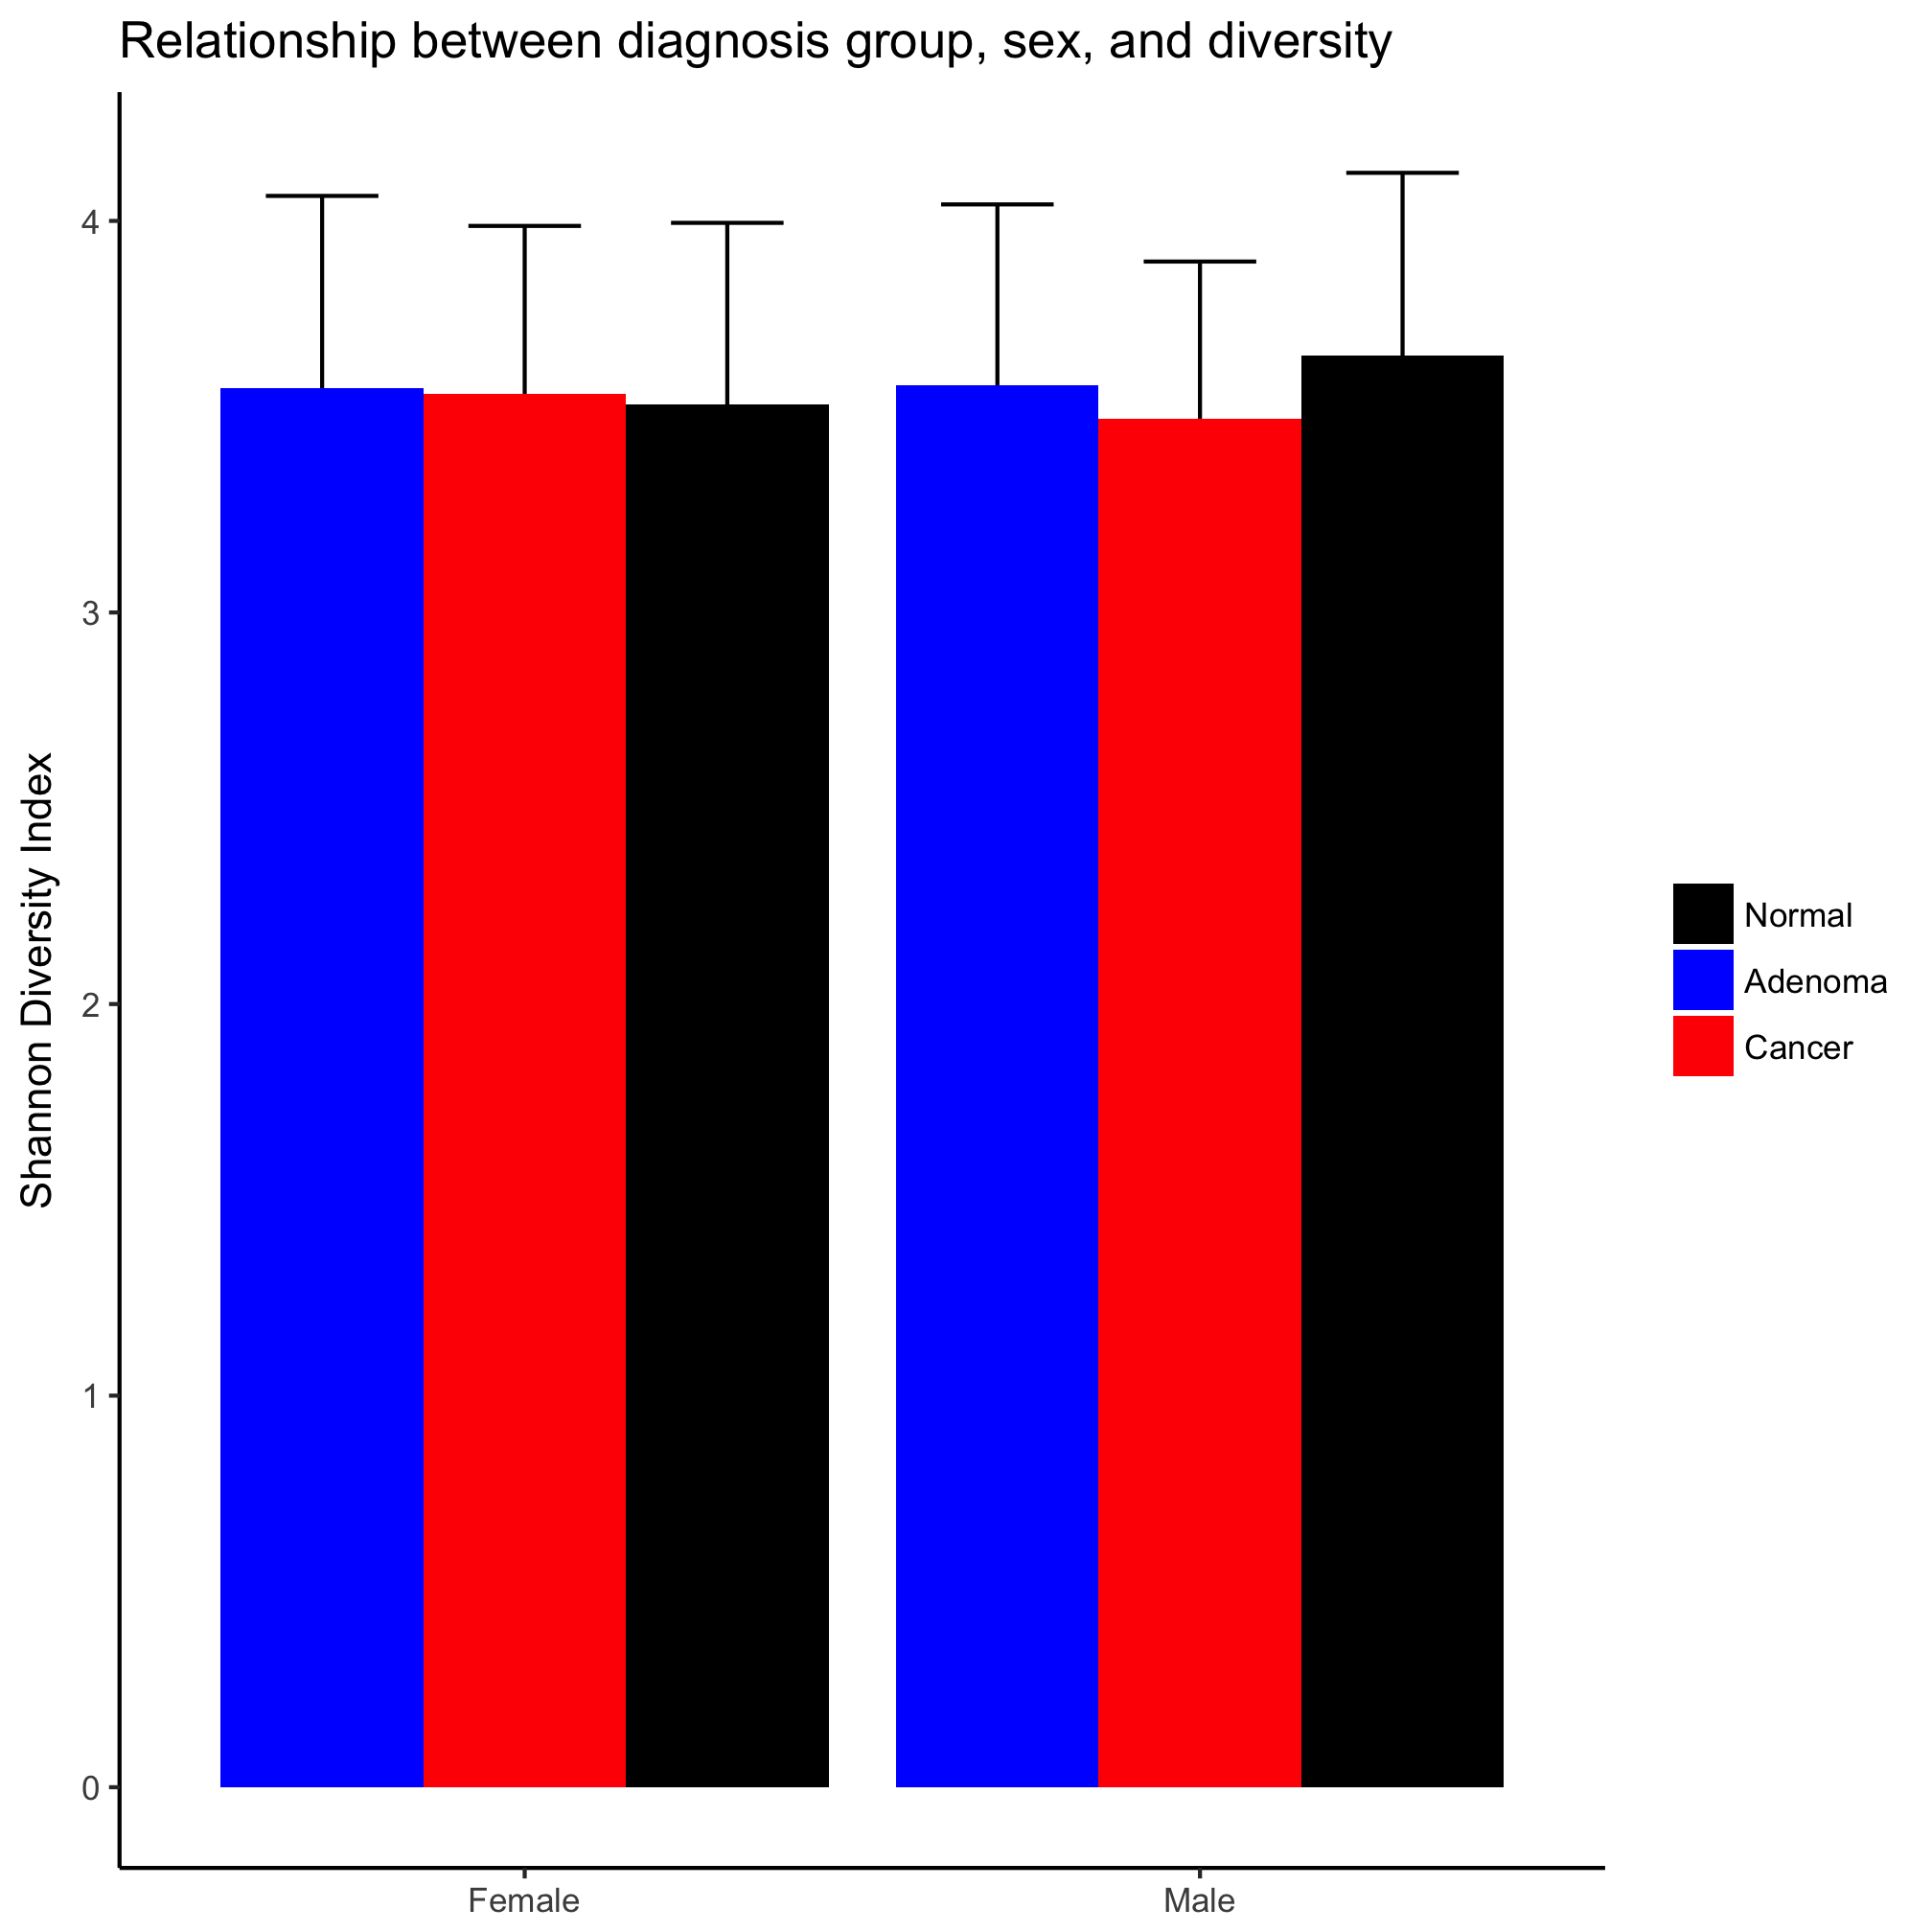 Relationship between diagnosis group, sex, and diversity
Shannon Diversity Index
4
3
2
1
0
Female
Male
Normal
Adenoma
Cancer